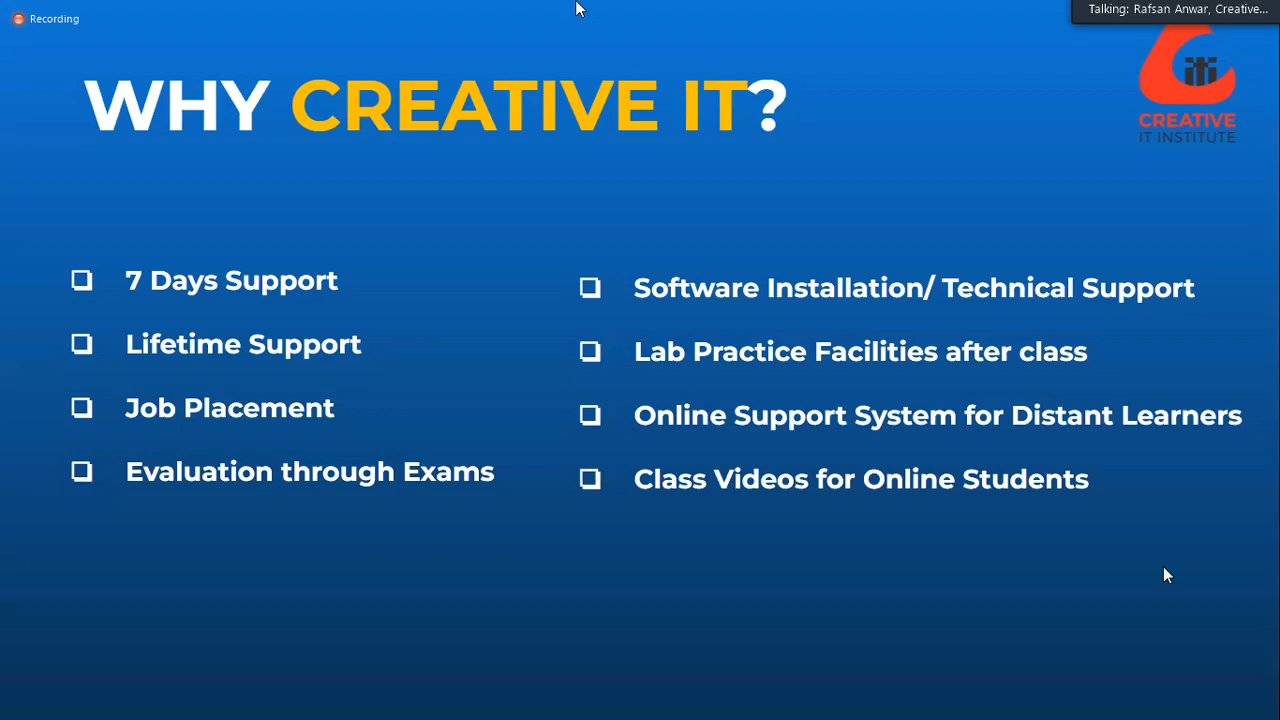 Recording
Talking: Rafsan Anwar, Creative...
WHY CREATIVE IT?
iti
CREATIVE
IT INSTITUTE
7 Days Support
Lifetime Support
Job Placement
Evaluation through Exams
Software Installation/ Technical Support
Lab Practice Facilities after class
Online Support System for Distant Learners
Class Videos for Online Students